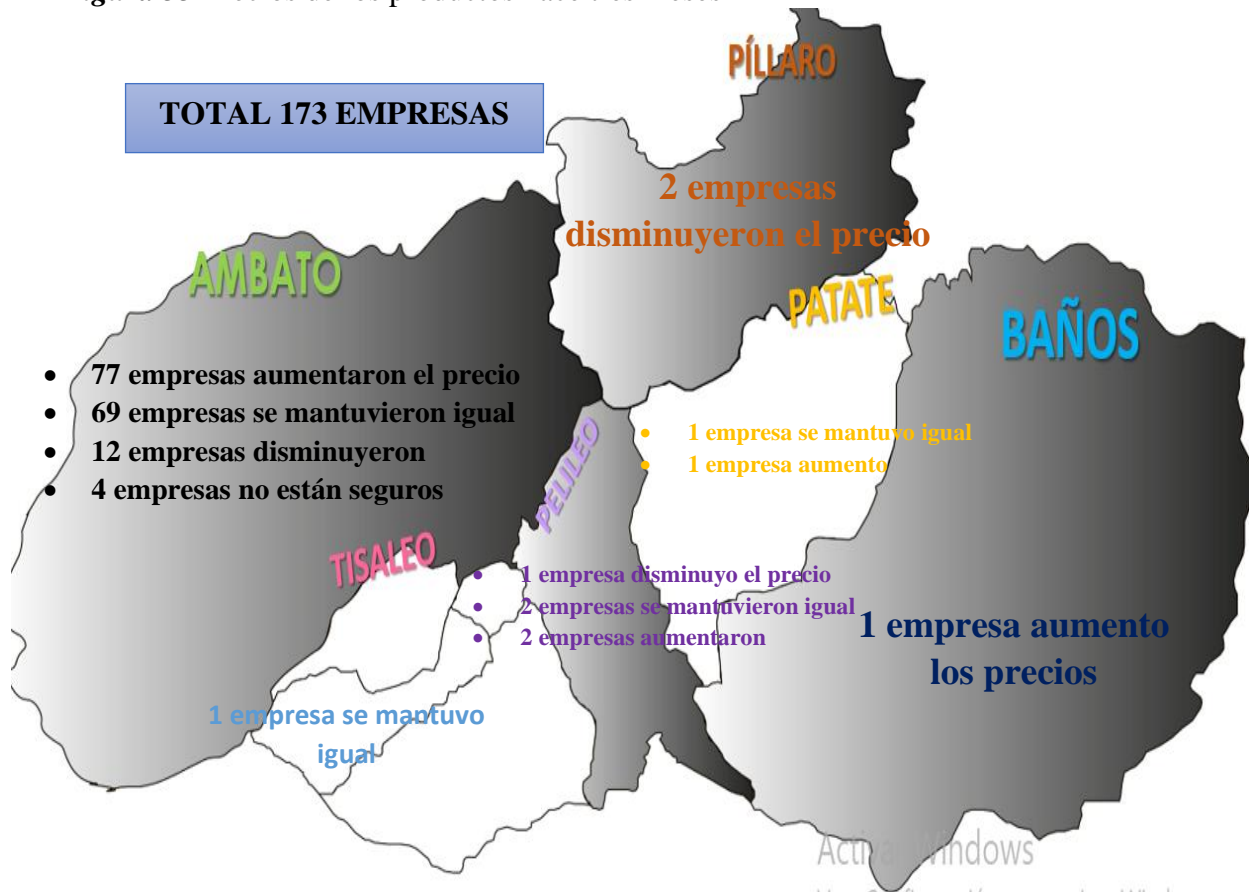 los productos hace
TOTAL 173 EMPRESAS
PÍLLARO
2 empresas
disminuyeron el precio
AMBATO
PATATE
BAÑOS
• 77 empresas aumentaron el precio
• 69 empresas se mantuvieron igual
• 12 empresas disminuyeron
• 4 empresas no están seguros
PELILEO
• 1 empresa se mantuvo igual
• 1 empresa aumento
TISALEO
• 1 empresa disminuyo el precio
• 2 empresas se mantuvieron igual
• 2 empresas aumentaron
1 empresa aumento
los precios
1 empresa se mantuvo
igual
Windows